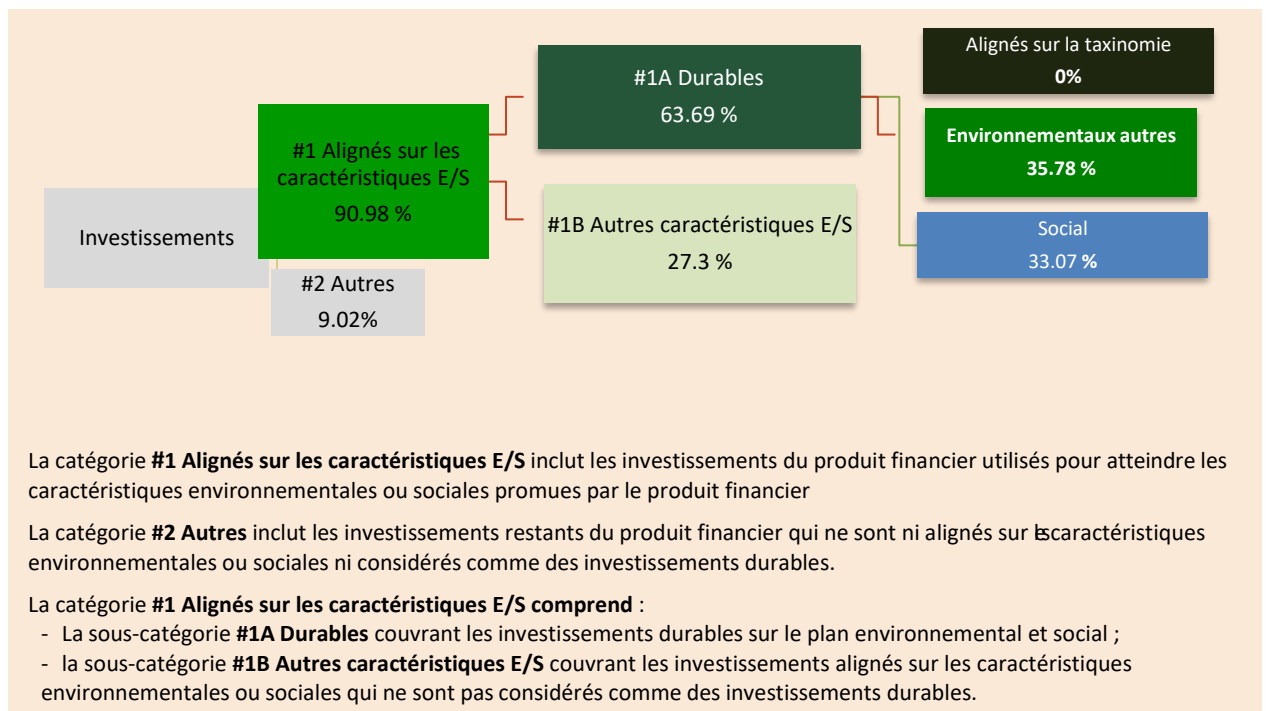 Investissements
#1 Alignés sur les
caractéristiques E/S
90.98 %
#2 Autres
9.02%
#1A Durables
63.69 %
#1B Autres caractéristiques E/S
27.3 %
Alignés sur la taxinomie
0%
Environnementaux autres
35.78 %
Social
33.07 %
La catégorie #1 Alignés sur les caractéristiques E/S inclut les investissements du produit financier utilisés pour atteindre les
caractéristiques environnementales ou sociales promues par le produit financier
La catégorie #2 Autres inclut les investissements restants du produit financier qui ne sont ni alignés sur lescaractéristiques
environnementales ou sociales ni considérés comme des investissements durables.
La catégorie #1 Alignés sur les caractéristiques E/S comprend :
- La sous-catégorie #1A Durables couvrant les investissements durables sur le plan environnemental et social ;
- la sous-catégorie #1B Autres caractéristiques E/S couvrant les investissements alignés sur les caractéristiques
environnementales ou sociales qui ne sont pas considérés comme des investissements durables.